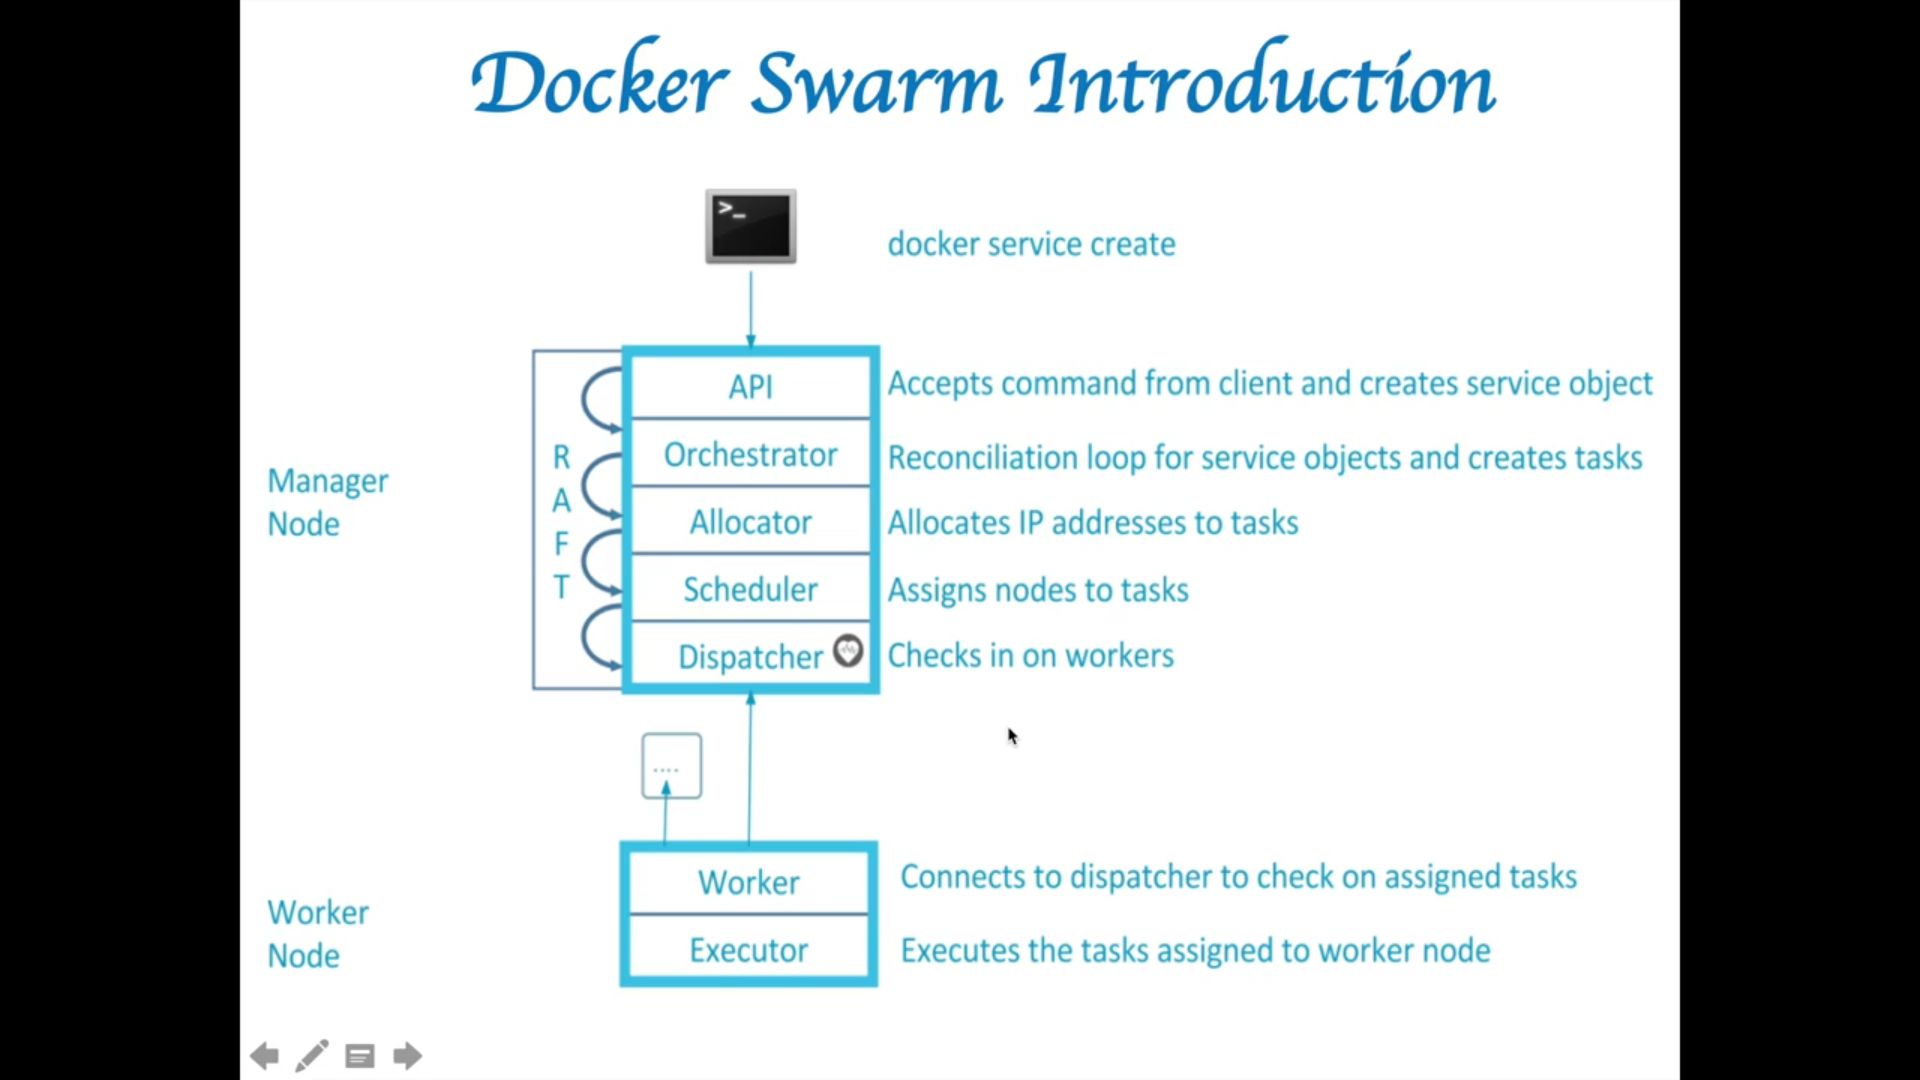 Docker Swarm Introduction
>_
docker service create
API
Accepts command from client and creates service object
Orchestrator
Reconciliation loop for service objects and creates tasks
Manager
Node
R
A
F
T
Allocator
Allocates IP addresses to tasks
Scheduler
Assigns nodes to tasks
Dispatcher
Checks in on workers
....
Worker
Connects to dispatcher to check on assigned tasks
Worker
Node
Executor
Executes the tasks assigned to worker node